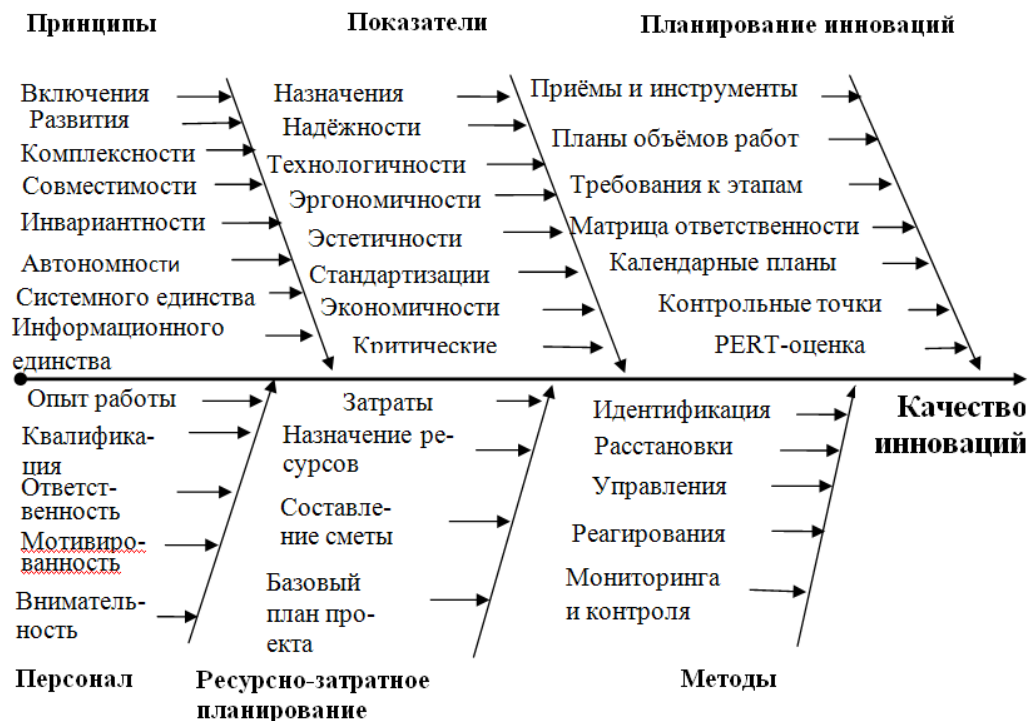 Принципы
Показатели
Планирование инноваций
Включения
Развития
Комплексности
Совместимости
Инвариантности
Автономности
Системного единства
Информационного
единства
Назначения
Надёжности
Технологичности
Эргономичности
Эстетичности
Стандартизации
Экономичности
Критические
Приёмы и инструменты
Планы объёмов работ
Требования к этапам
Матрица ответственности
Календарные планы
Контрольные точки
PERT-оценка
Качество
инноваций
Опыт работы
Квалифика-
ция
Ответст-
венность
Мотивиро-
ванность
Вниматель-
ность
Затраты
Назначение ре-
сурсов
Составле-
ние сметы
Базовый
план про-
екта
Идентификация
Расстановки
Управления
Реагирования
Мониторинга
и контроля
Персонал
Ресурсно-затратное
планирование
Методы